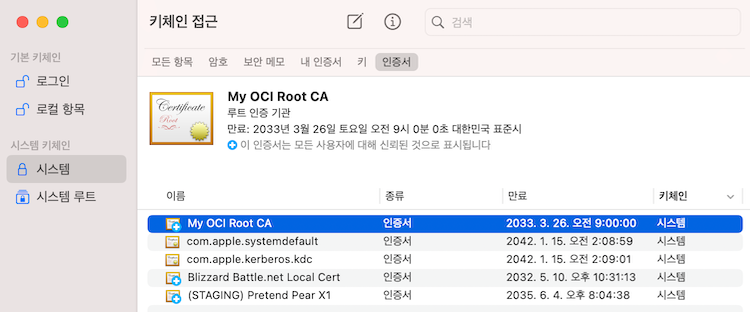 키체인 접근
검색
기본 키체인
로그인
로컬 항목
시스템 키체인
시스템
시스템 루트
모든 항목 암호 보안 메모 내 인증서 키 인증서
Certificate
Root
My OCI Root CA
루트 인증 기관
만료: 2033년 3월 26일 토요일 오전 9시 0분 0초 대한민국 표준시
이 인증서는 모든 사용자에 대해 신뢰된 것으로 표시됩니다
이름 종류 만료 키체인
My OCI Root CA 인증서 2033. 3. 26. 오전 9:00:00 시스템
com.apple.systemdefault 인증서 2042. 1. 15. 오전 2:08:59 시스템
com.apple.kerberos.kdc 인증서 2042. 1. 15. 오전 2:09:01 시스템
Blizzard Battle.net Local Cert 인증서 2032. 5. 10. 오후 10:31:13 시스템
(STAGING) Pretend Pear X1 인증서 2035. 6. 4. 오후 8:04:38 시스템